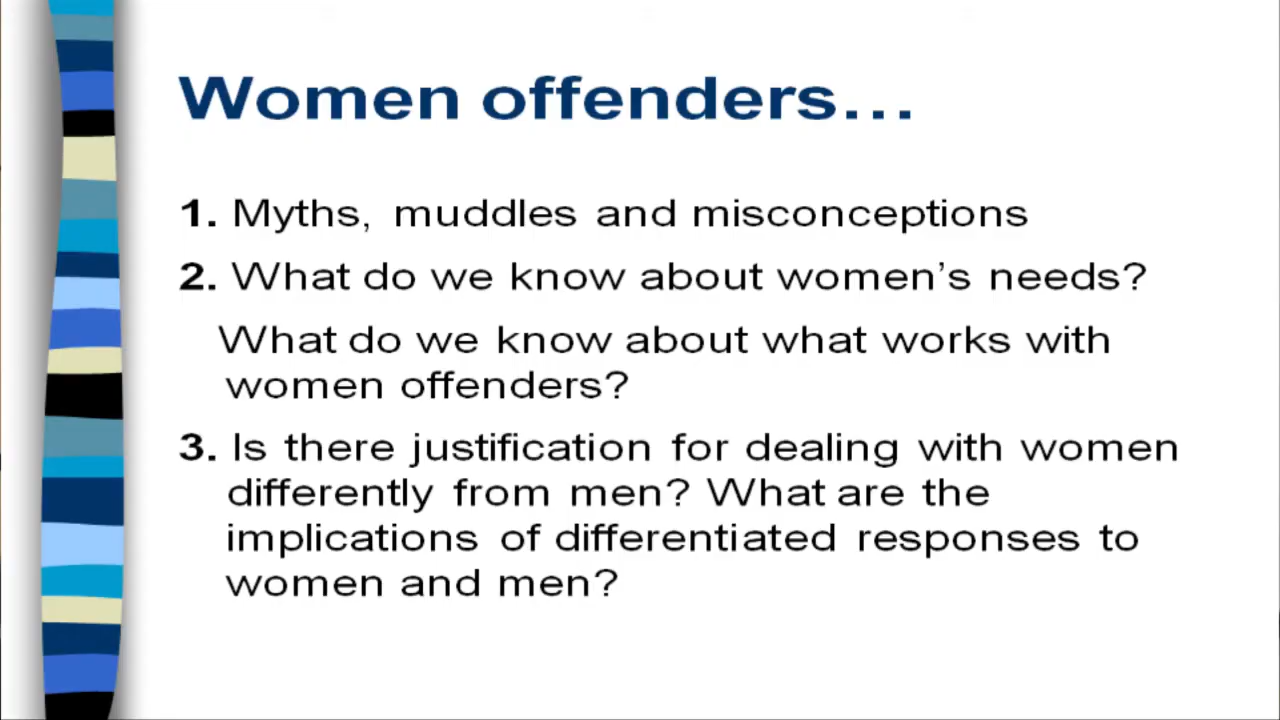 Women offenders…
1. Myths, muddles and misconceptions
2. What do we know about women’s needs?
What do we know about what works with
women offenders?
3. Is there justification for dealing with women
differently from men? What are the
implications of differentiated responses to
women and men?